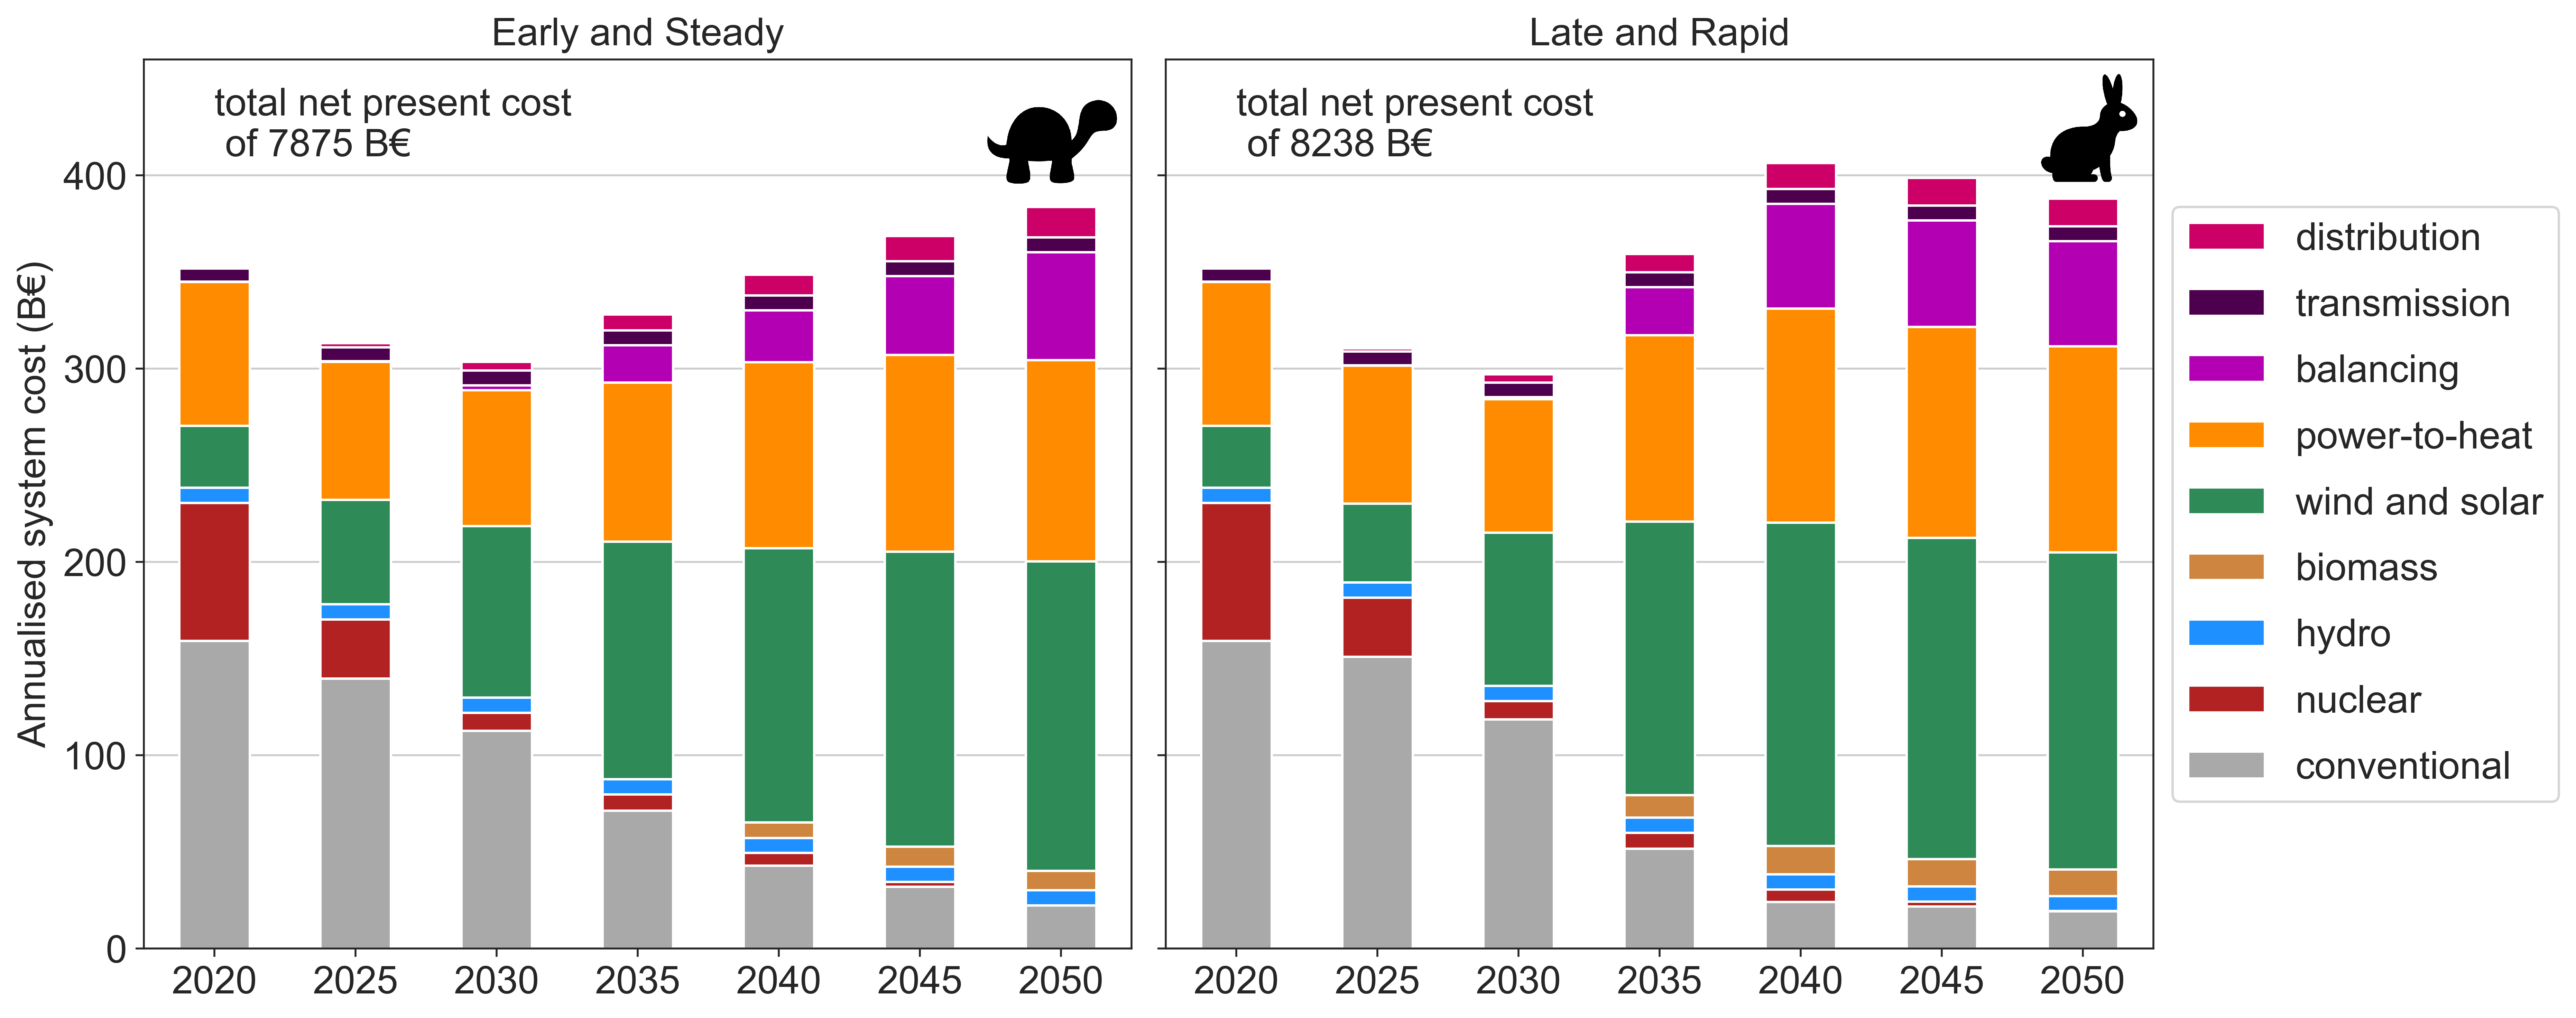 Early and Steady
total net present cost
of 7875 B€
Annualised system cost (B€)
400
300
200
100
0
2020 2025 2030 2035 2040 2045 2050
Late and Rapid
total net present cost
of 8238 B€
2020 2025 2030 2035 2040 2045 2050
distribution
transmission
balancing
power-to-heat
wind and solar
biomass
hydro
nuclear
conventional